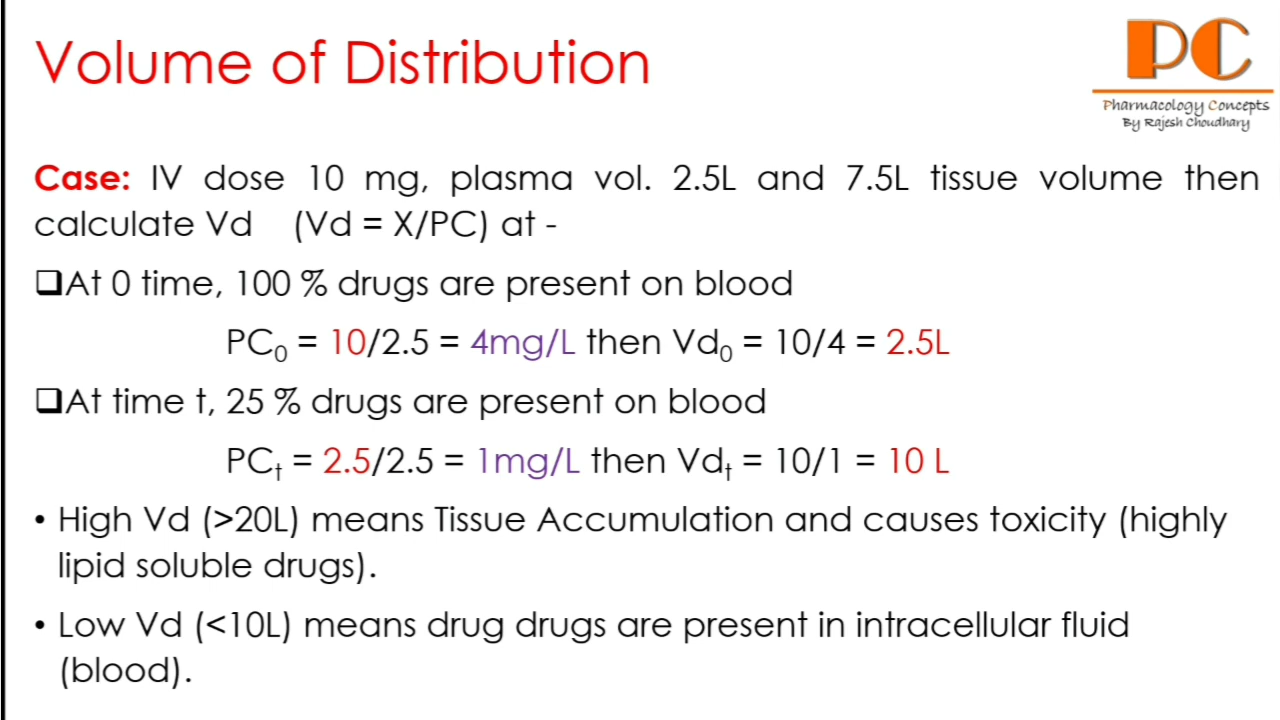 Volume of Distribution
PC
Pharmacology Concepts
By Rajesh Choudhary
Case: IV dose 10 mg, plasma vol. 2.5L and 7.5L tissue volume then
calculate Vd (Vd = X/PC) at -
❑At 0 time, 100 % drugs are present on blood
PC₀ = 10/2.5 = 4mg/L then Vd₀ = 10/4 = 2.5L
❑At time t, 25 % drugs are present on blood
PCₜ = 2.5/2.5 = 1mg/L then Vdₜ = 10/1 = 10 L
• High Vd (>20L) means Tissue Accumulation and causes toxicity (highly
lipid soluble drugs).
• Low Vd (<10L) means drug drugs are present in intracellular fluid
(blood).